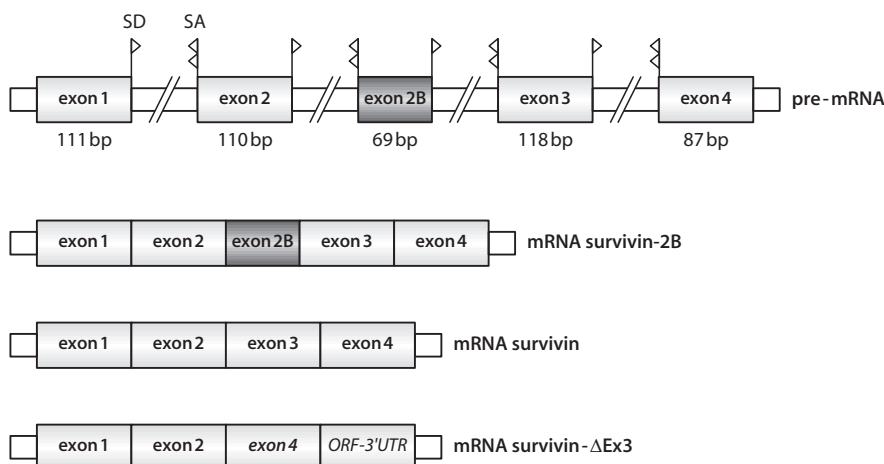 SD SA
exon 1 exon 2 exon 2B exon 3 exon 4 pre-mRNA
111 bp 110 bp 69 bp 118 bp 87 bp
exon 1 exon 2 exon 2B exon 3 exon 4 mRNA survivin-2B
exon 1 exon 2 exon 3 exon 4 mRNA survivin
exon 1 exon 2 exon 4 ORF-3'UTR mRNA survivin-ΔEx3